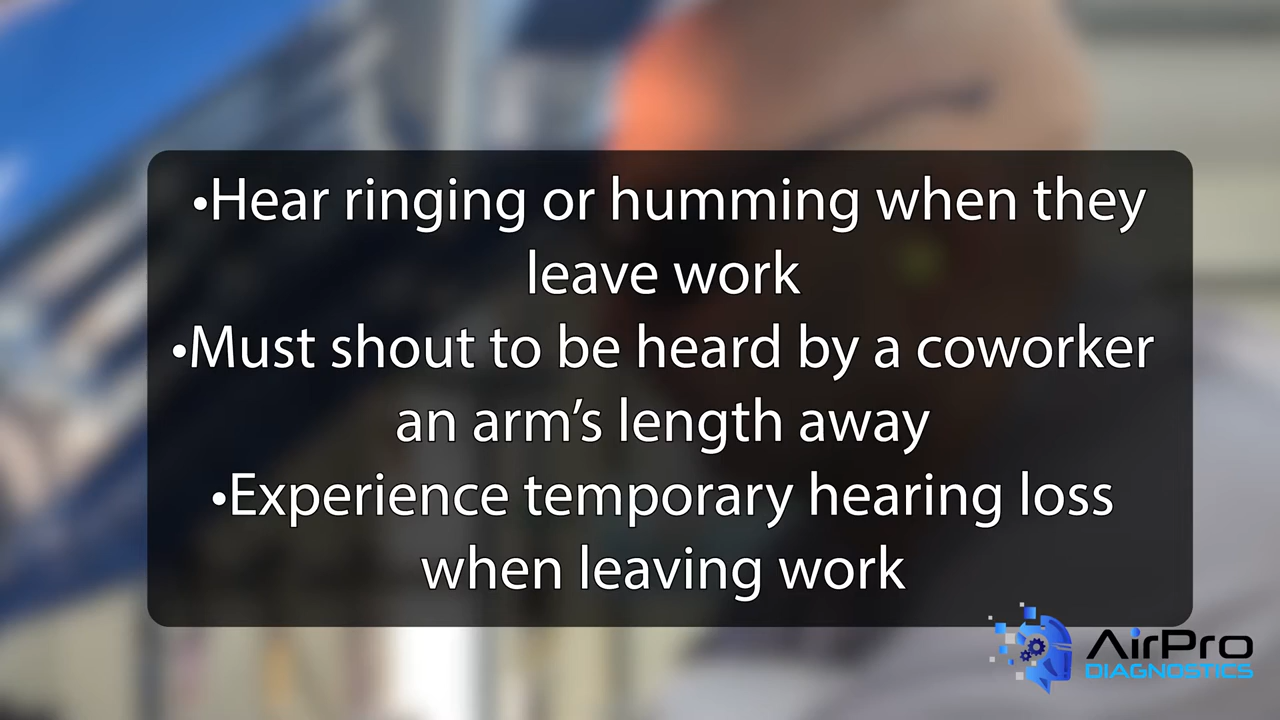 •Hear ringing or humming when they
leave work
•Must shout to be heard by a coworker
an arm’s length away
•Experience temporary hearing loss
when leaving work
AirPro
DIAGNOSTICS